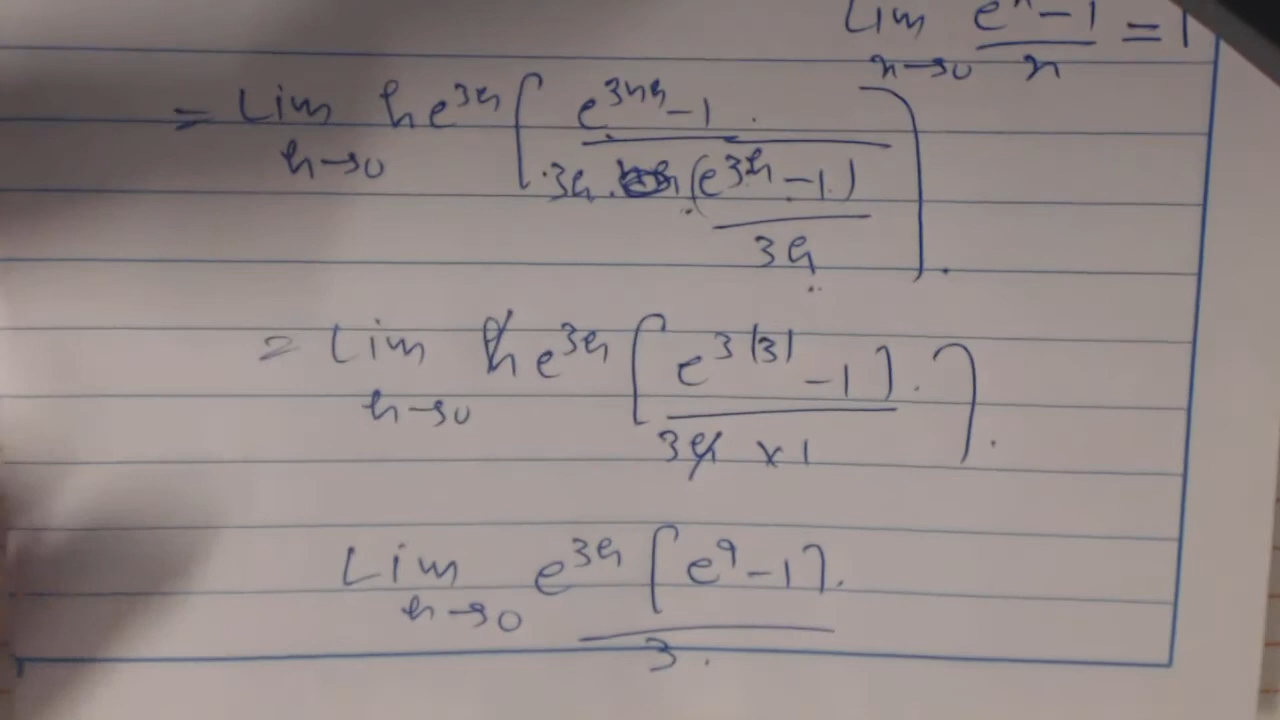 Lim x→0 (e^x - 1)/x = 1
= Lim h→0 he^{3h} [ (e^{3nh} - 1) / (3h . (e^{3h} - 1)/3h) ].
= Lim h→0 he^{3h} [ (e^{3(3)} - 1) / (3h × 1) ].
Lim h→0 e^{3h} [e^9 - 1] / 3.